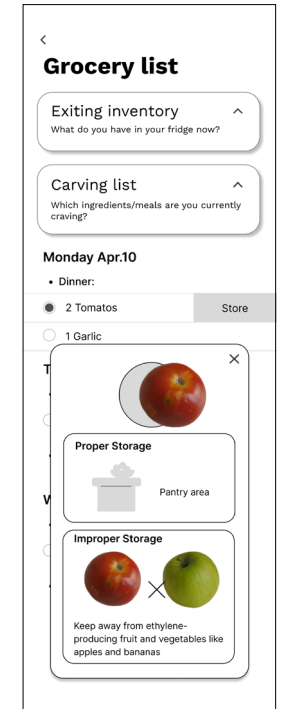 Grocery list
Exiting inventory
What do you have in your fridge now?
Carving list
Which ingredients/meals are you currently
craving?
Monday Apr.10
• Dinner:
2 Tomatos
Store
1 Garlic
T
W
Proper Storage
Pantry area
Improper Storage
Keep away from ethylene-
producing fruit and vegetables like
apples and bananas